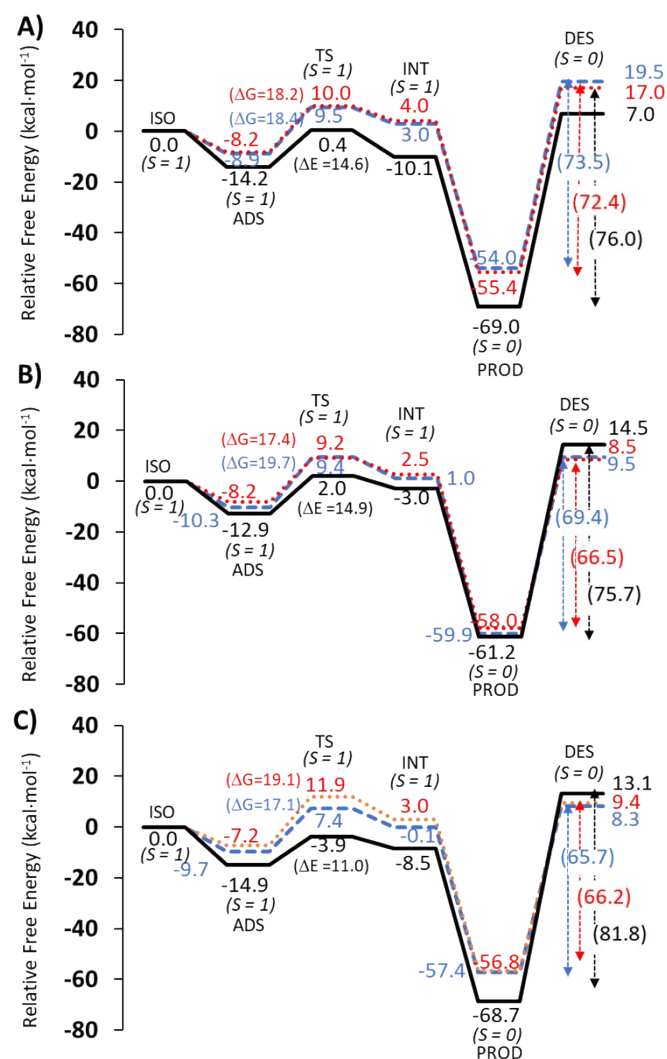 A)
Relative Free Energy (kcal·mol-1)
40
20
0
-20
-40
-60
-80
ISO
0.0
(S = 1)
-8.2
-8.9
-14.2
(S = 1)
ADS
TS
(S = 1)
(ΔG=18.2)
10.0
(ΔG=18.4)
9.5
0.4
(ΔE =14.6)
INT
(S = 1)
4.0
3.0
-10.1
-54.0
-55.4
-69.0
(S = 0)
PROD
DES
(S = 0)
19.5
17.0
7.0
(73.5)
(72.4)
(76.0)
B)
Relative Free Energy (kcal·mol-1)
40
20
0
-20
-40
-60
-80
ISO
0.0
(S = 1)
-8.2
-10.3
-12.9
(S = 1)
ADS
TS
(S = 1)
(ΔG=17.4)
9.2
(ΔG=19.7)
9.4
2.0
(ΔE =14.9)
INT
(S = 1)
2.5
1.0
-3.0
-58.0
-59.9
-61.2
(S = 0)
PROD
DES
(S = 0)
14.5
8.5
9.5
(69.4)
(66.5)
(75.7)
C)
Relative Free Energy (kcal·mol-1)
40
20
0
-20
-40
-60
-80
ISO
0.0
(S = 1)
-7.2
-9.7
-14.9
(S = 1)
ADS
TS
(S = 1)
(ΔG=19.1)
11.9
(ΔG=17.1)
7.4
-3.9
(ΔE =11.0)
INT
(S = 1)
3.0
-0.1
-8.5
-56.8
-57.4
-68.7
(S = 0)
PROD
DES
(S = 0)
13.1
9.4
8.3
(65.7)
(66.2)
(81.8)